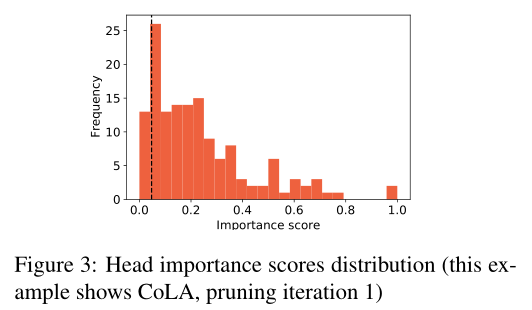 25
20
15
10
5
0
Frequency
0.0 0.2 0.4 0.6 0.8 1.0
Importance score
Figure 3: Head importance scores distribution (this ex-
ample shows CoLA, pruning iteration 1)